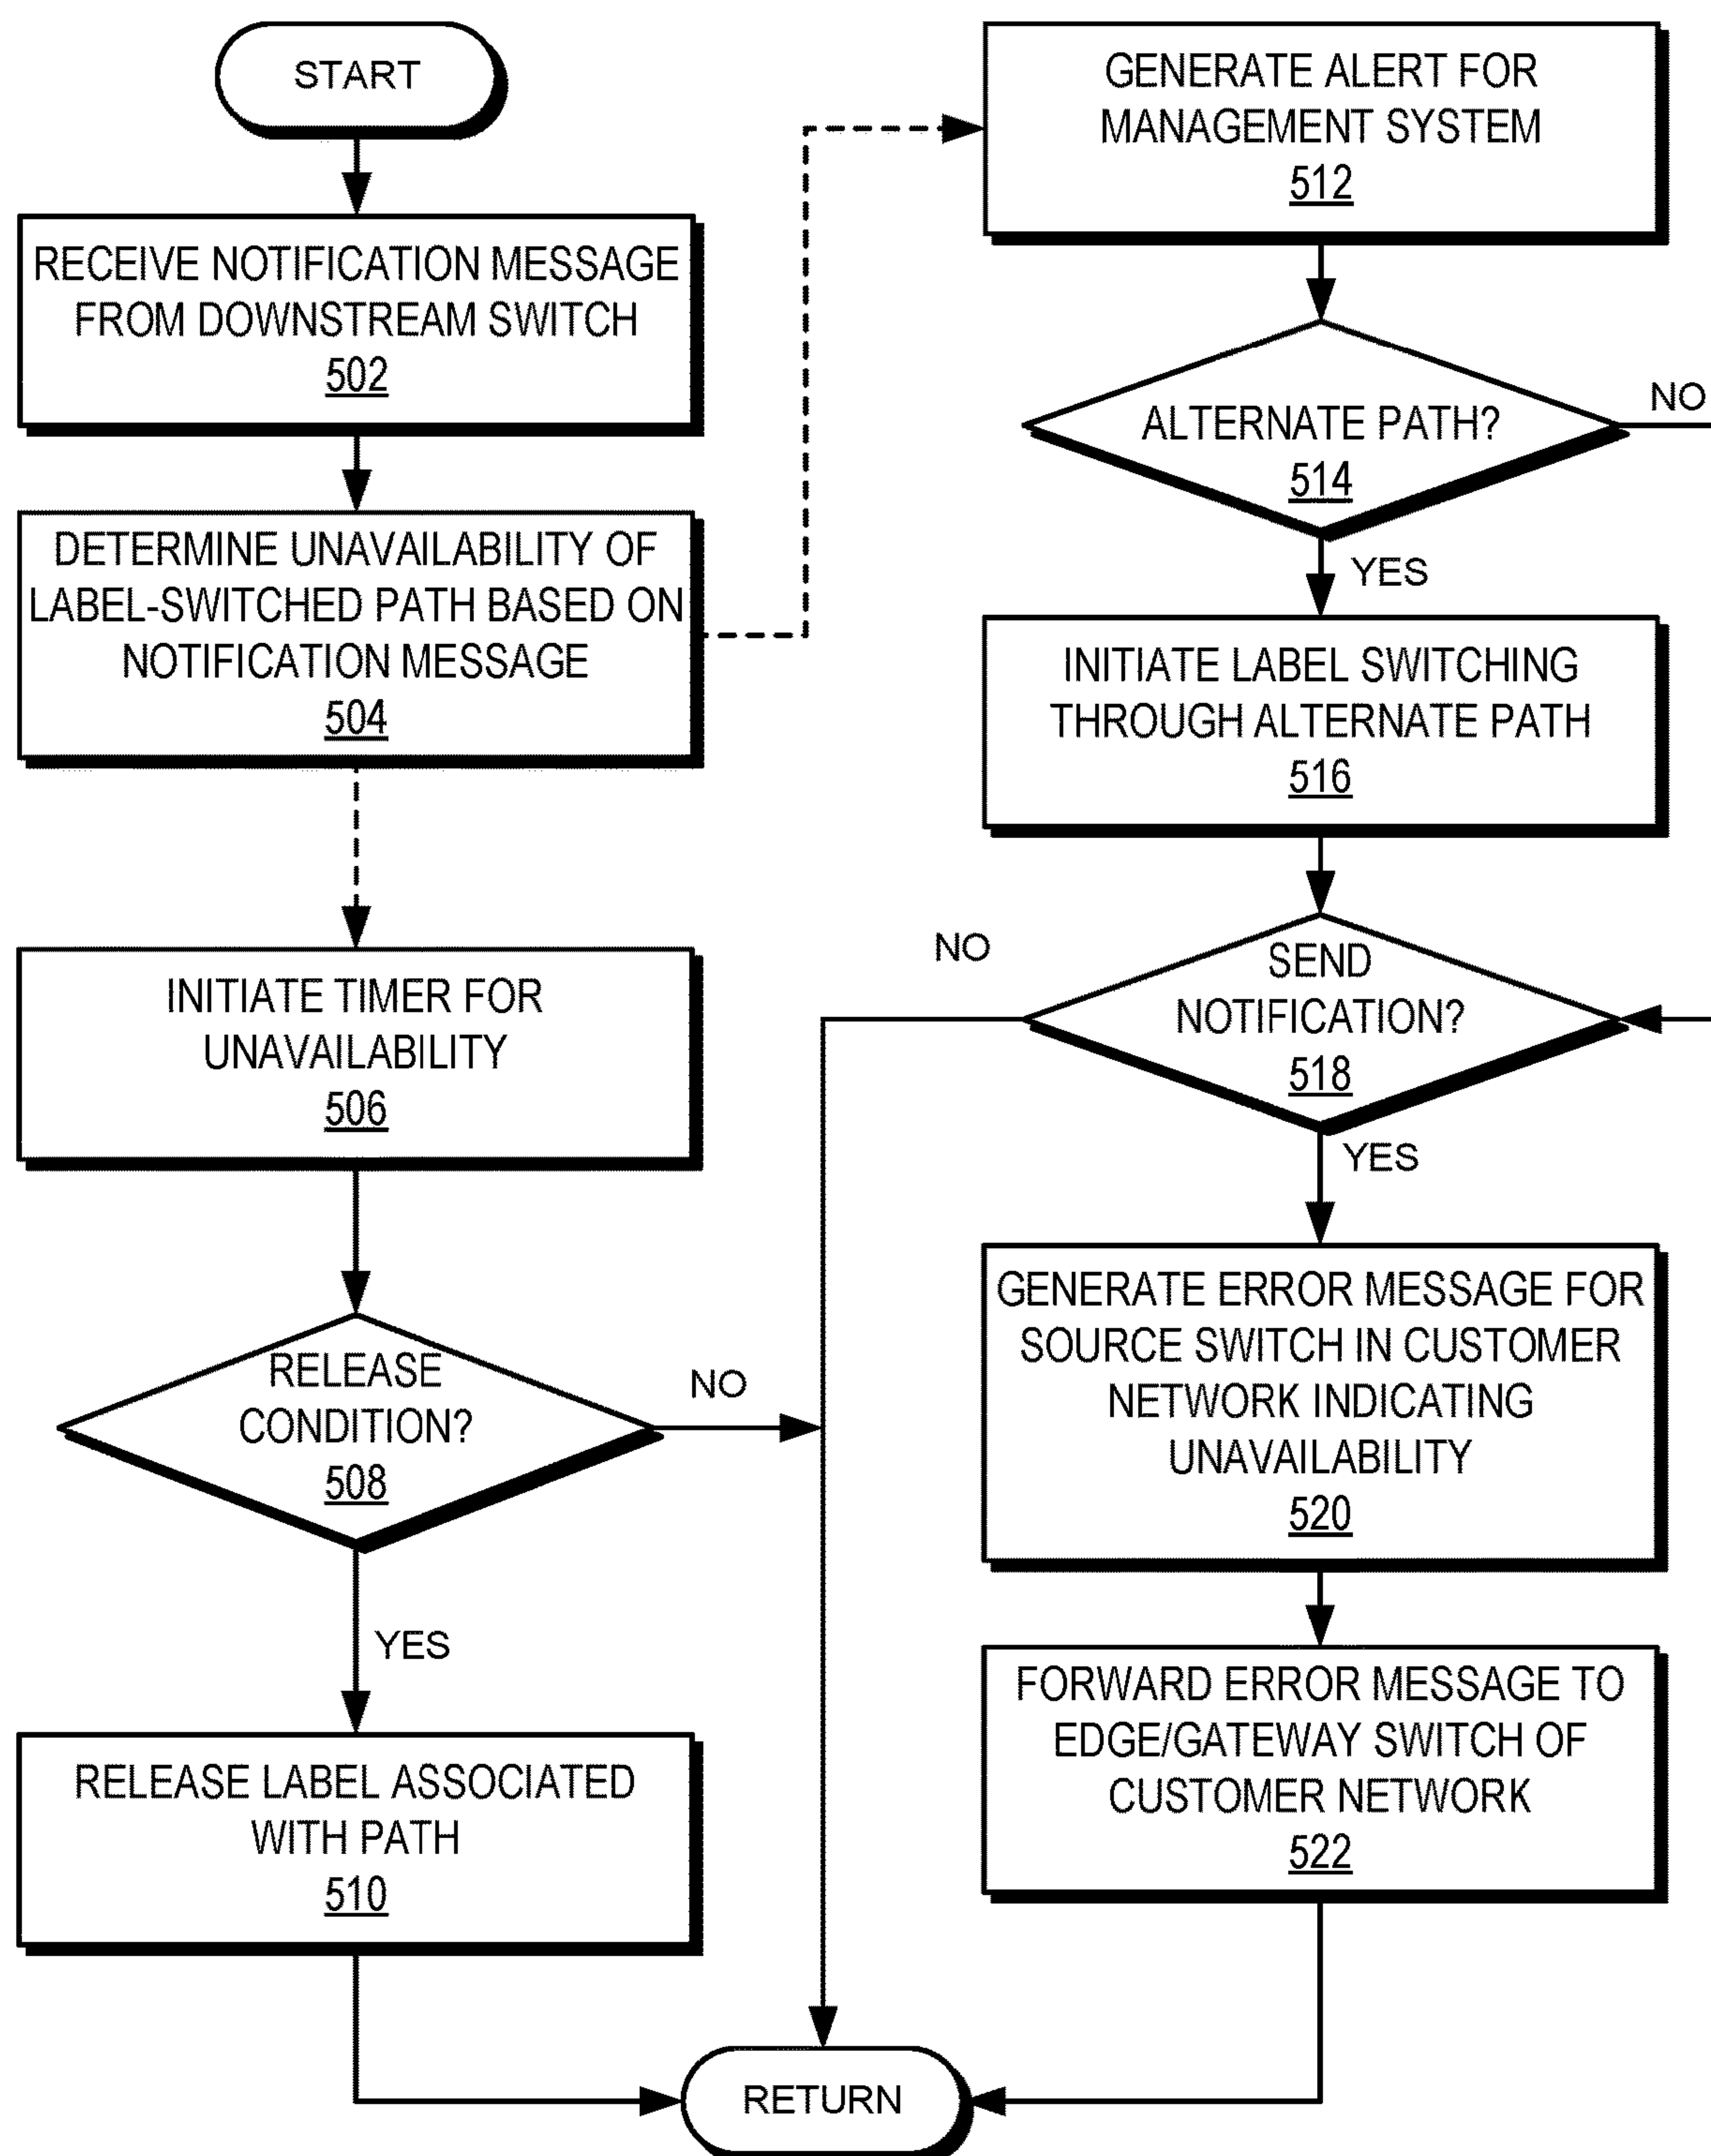 START
RECEIVE NOTIFICATION MESSAGE
FROM DOWNSTREAM SWITCH
502
DETERMINE UNAVAILABILITY OF
LABEL-SWITCHED PATH BASED ON
NOTIFICATION MESSAGE
504
INITIATE TIMER FOR
UNAVAILABILITY
506
RELEASE
CONDITION?
508
NO
YES
RELEASE LABEL ASSOCIATED
WITH PATH
510
GENERATE ALERT FOR
MANAGEMENT SYSTEM
512
ALTERNATE PATH?
514
NO
YES
INITIATE LABEL SWITCHING
THROUGH ALTERNATE PATH
516
SEND
NOTIFICATION?
518
NO
YES
GENERATE ERROR MESSAGE FOR
SOURCE SWITCH IN CUSTOMER
NETWORK INDICATING
UNAVAILABILITY
520
FORWARD ERROR MESSAGE TO
EDGE/GATEWAY SWITCH OF
CUSTOMER NETWORK
522
RETURN